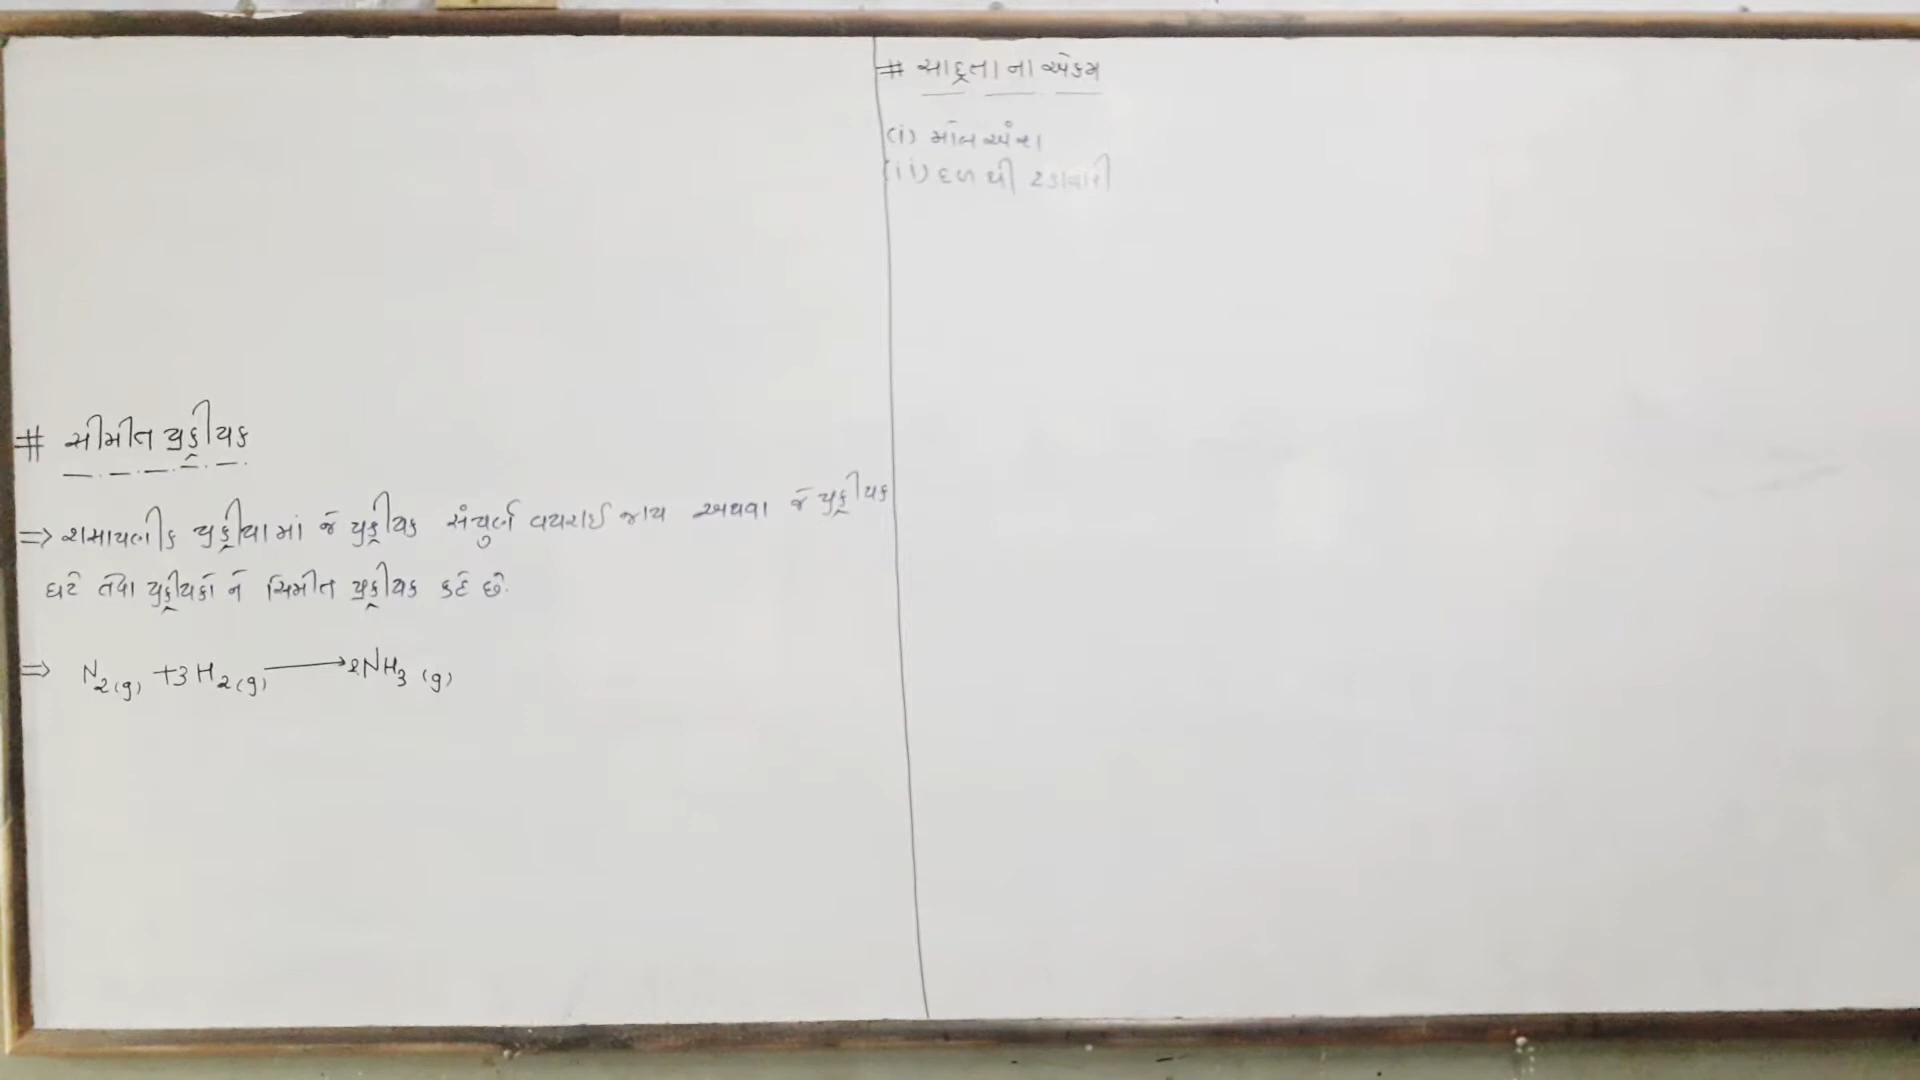 # સીમીત પ્રક્રીયક
⇒ રાસાયણીક પ્રક્રીયા માં જે પ્રક્રીયક સંપુર્ણ વપરાઈ જાય અથવા જે પ્રક્રીયક
ઘટે તેવા પ્રક્રીયકો ને સિમીત પ્રક્રીયક કહે છે.
⇒ N₂(g) + 3H₂(g) ⟶ 2NH₃(g)
# સાંદ્રતા ના એકમ
(i) મોલ અંશ
(ii) દળ થી ટકાવારી